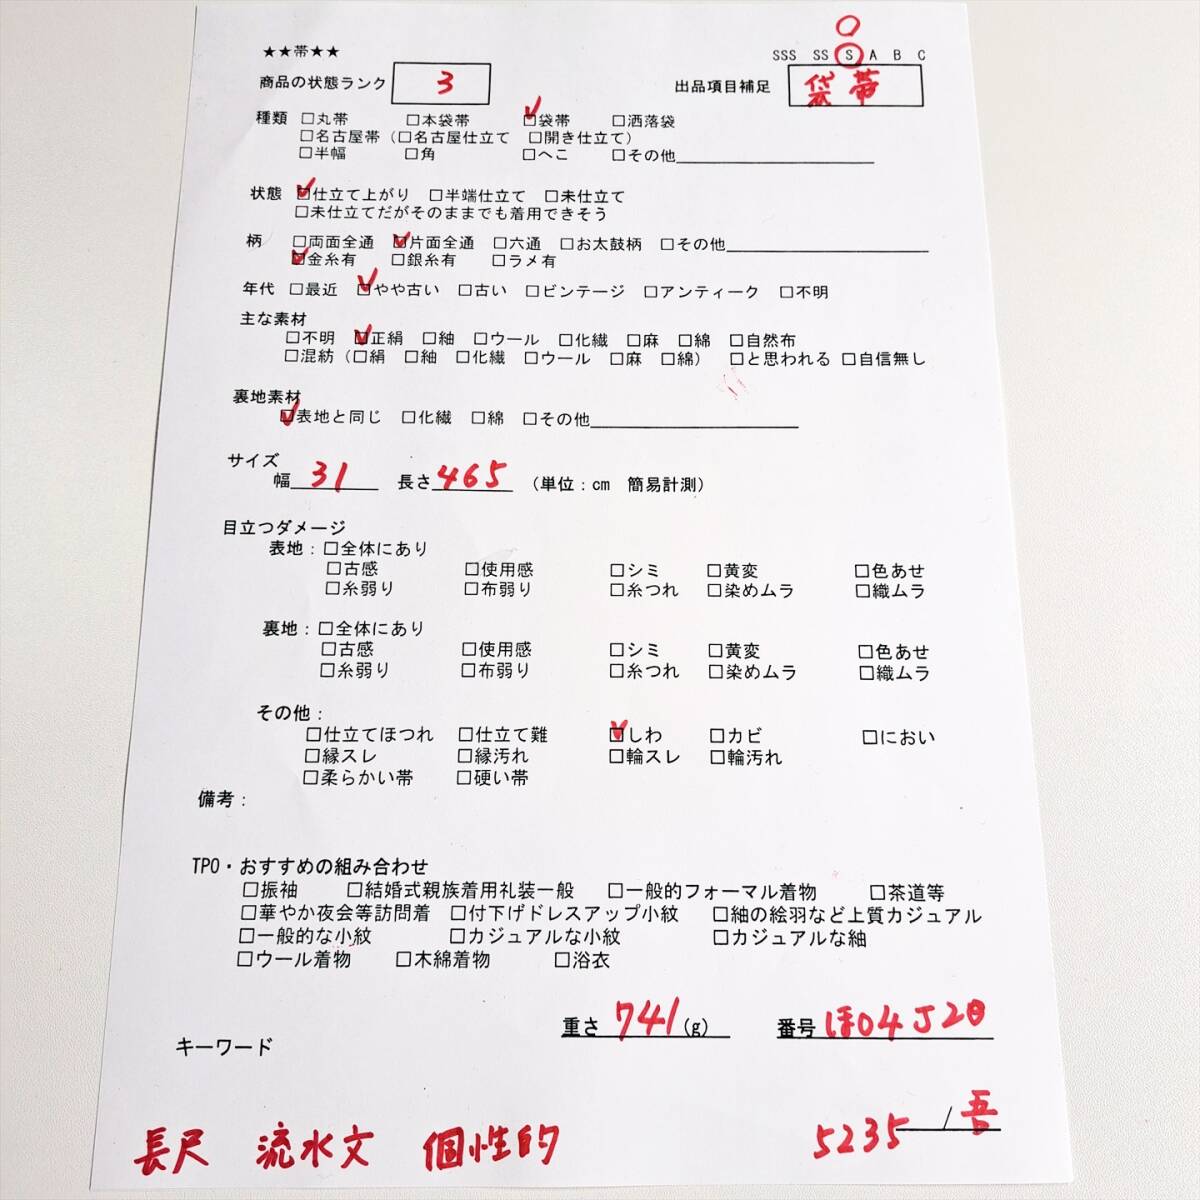 ★★帯★★
SSS SS S A B C
商品の状態ランク 3 出品項目補足 袋帯
種類 □丸帯 □本袋帯 ☑袋帯 □洒落袋
□名古屋帯（□名古屋仕立て □開き仕立て）
□半幅 □角 □へこ □その他
状態 ☑仕立て上がり □半端仕立て □未仕立て
□未仕立てだがそのままでも着用できそう
柄 □両面全通 ☑片面全通 □六通 □お太鼓柄 □その他
☑金糸有 □銀糸有 □ラメ有
年代 □最近 ☑やや古い □古い □ビンテージ □アンティーク □不明
主な素材
□不明 ☑正絹 □紬 □ウール □化繊 □麻 □綿 □自然布
□混紡（□絹 □紬 □化繊 □ウール □麻 □綿） □と思われる □自信無し
裏地素材
☑表地と同じ □化繊 □綿 □その他
サイズ
幅 31 長さ 465 （単位：cm 簡易計測）
目立つダメージ
表地：□全体にあり
□古感 □使用感 □シミ □黄変 □色あせ
□糸弱り □布弱り □糸つれ □染めムラ □織ムラ
裏地：□全体にあり
□古感 □使用感 □シミ □黄変 □色あせ
□糸弱り □布弱り □糸つれ □染めムラ □織ムラ
その他：
□仕立てほつれ □仕立て難 ☑しわ □カビ □におい
□縁スレ □縁汚れ □輪スレ □輪汚れ
□柔らかい帯 □硬い帯
備考：
TPO・おすすめの組み合わせ
□振袖 □結婚式親族着用礼装一般 □一般的フォーマル着物 □茶道等
□華やか夜会等訪問着 □付下げドレスアップ小紋 □紬の絵羽など上質カジュアル
□一般的な小紋 □カジュアルな小紋 □カジュアルな紬
□ウール着物 □木綿着物 □浴衣
重さ 741 (g) 番号 ほ04J20
キーワード
長尺 流水文 個性的 5235 / 吾